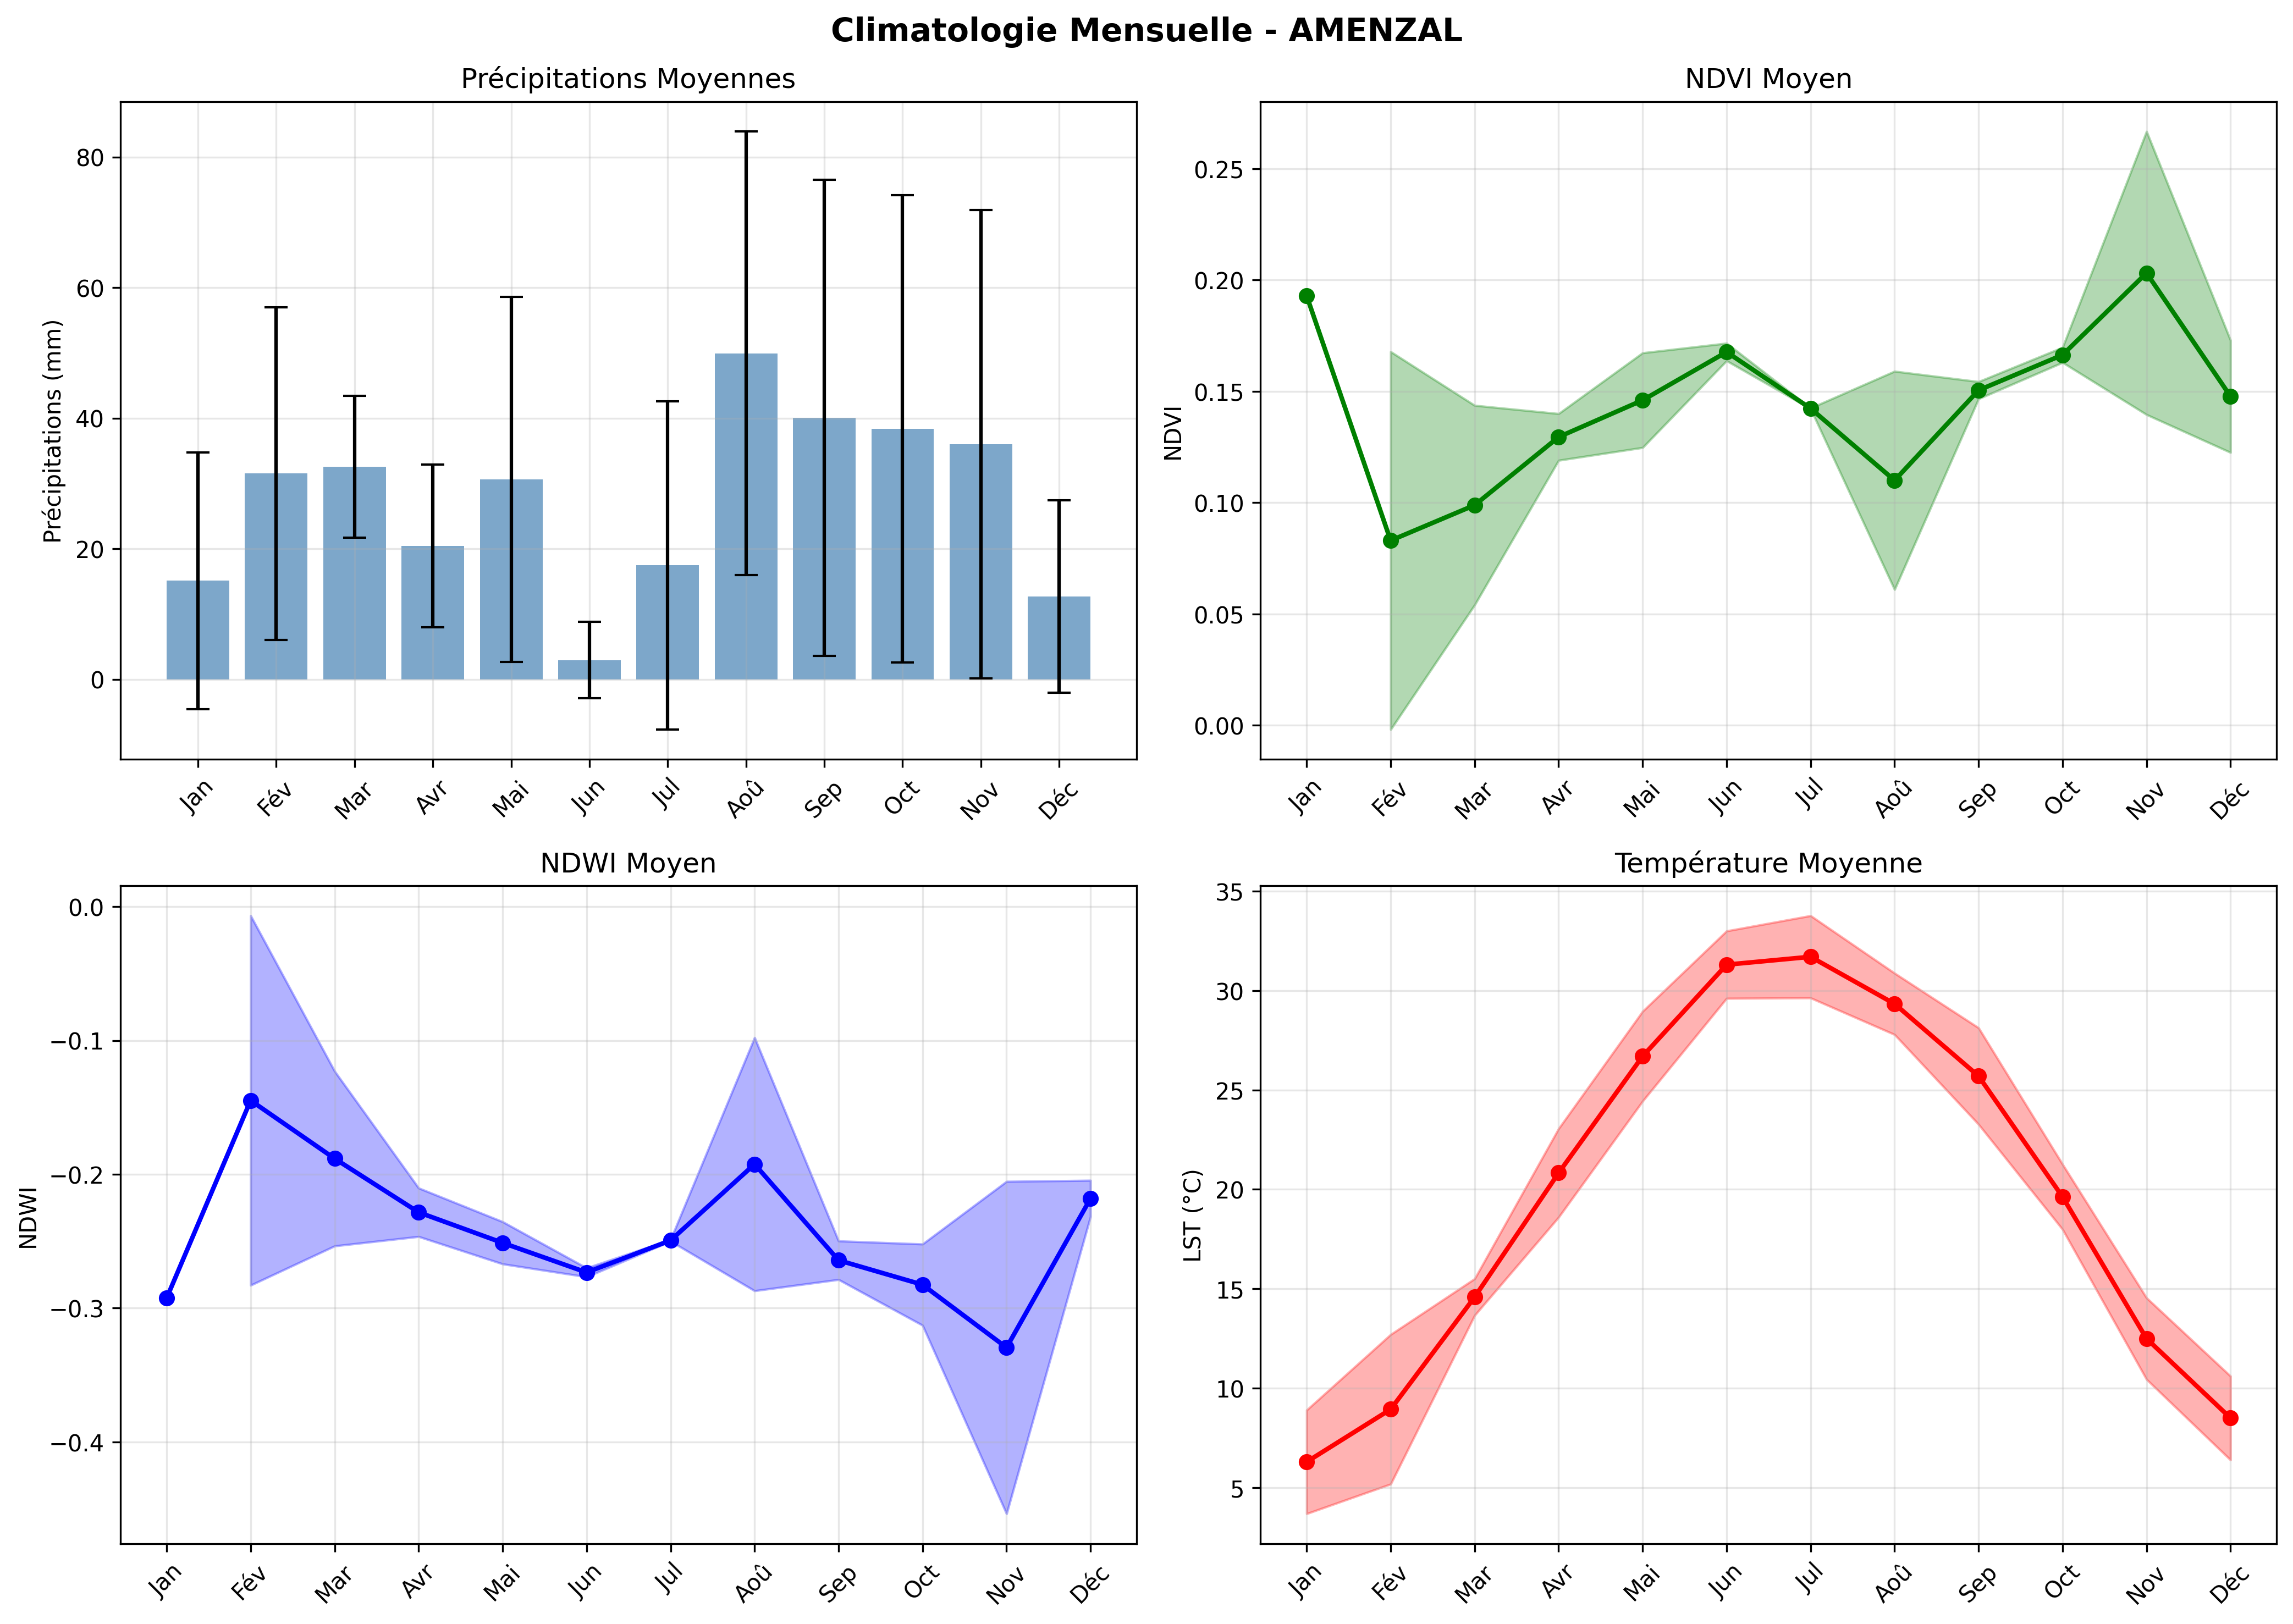 Climatologie Mensuelle - AMENZAL
Précipitations Moyennes
Précipitations (mm)
80
60
40
20
0
Jan Fév Mar Avr Mai Jun Jul Aoû Sep Oct Nov Déc
NDVI Moyen
NDVI
0.25
0.20
0.15
0.10
0.05
0.00
Jan Fév Mar Avr Mai Jun Jul Aoû Sep Oct Nov Déc
NDWI Moyen
NDWI
0.0
−0.1
−0.2
−0.3
−0.4
Jan Fév Mar Avr Mai Jun Jul Aoû Sep Oct Nov Déc
Température Moyenne
LST (°C)
35
30
25
20
15
10
5
Jan Fév Mar Avr Mai Jun Jul Aoû Sep Oct Nov Déc